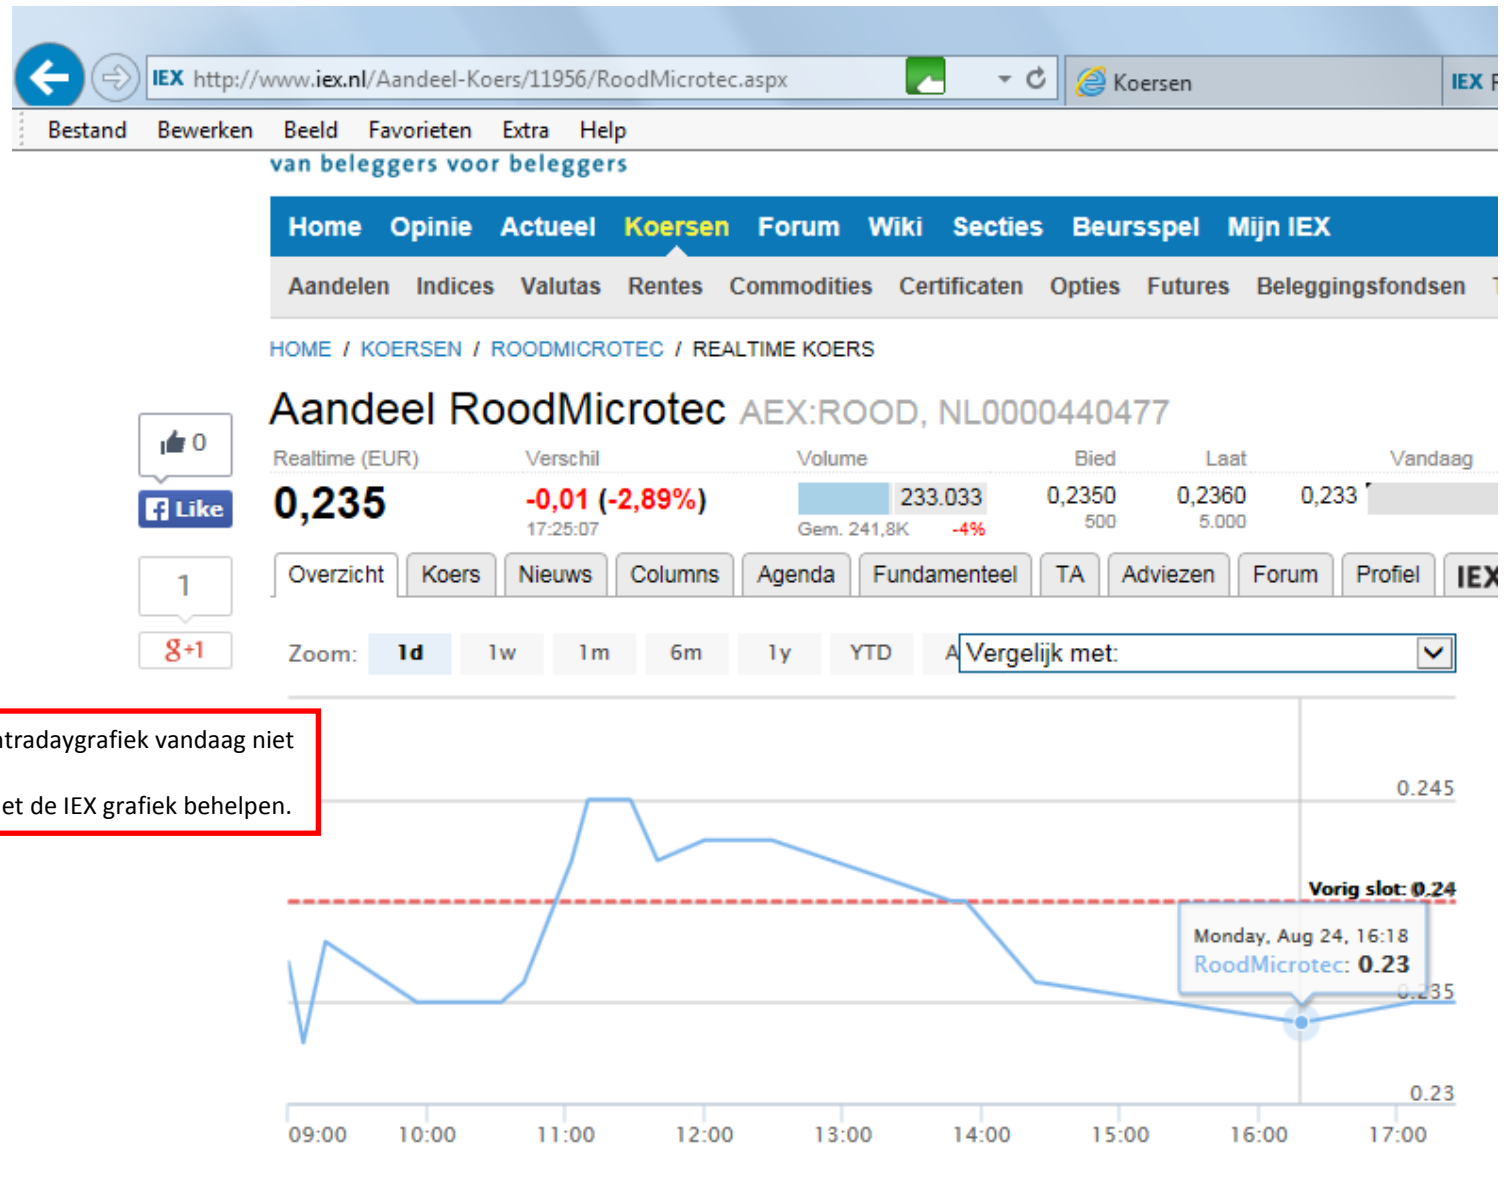 IEX http://www.iex.nl/Aandeel-Koers/11956/RoodMicrotec.aspx
Koersen
IEX
Bestand Bewerken Beeld Favorieten Extra Help
van beleggers voor beleggers
Home Opinie Actueel Koersen Forum Wiki Secties Beursspel Mijn IEX
Aandelen Indices Valutas Rentes Commodities Certificaten Opties Futures Beleggingsfondsen
HOME / KOERSEN / ROODMICROTEC / REALTIME KOERS
Aandeel RoodMicrotec AEX:ROOD, NL0000440477
0
Like
1
g+1
Realtime (EUR) Verschil Volume Bied Laat Vandaag
0,235 -0,01 (-2,89%) 233.033 0,2350 0,2360 0,233
17:25:07 Gem. 241,8K -4% 500 5.000
Overzicht Koers Nieuws Columns Agenda Fundamenteel TA Adviezen Forum Profiel IEX
Zoom: 1d 1w 1m 6m 1y YTD A Vergelijk met:
ntradaygrafiek vandaag niet
et de IEX grafiek behelpen.
0.245
Vorig slot: 0.24
Monday, Aug 24, 16:18
RoodMicrotec: 0.23
0.235
0.23
09:00 10:00 11:00 12:00 13:00 14:00 15:00 16:00 17:00